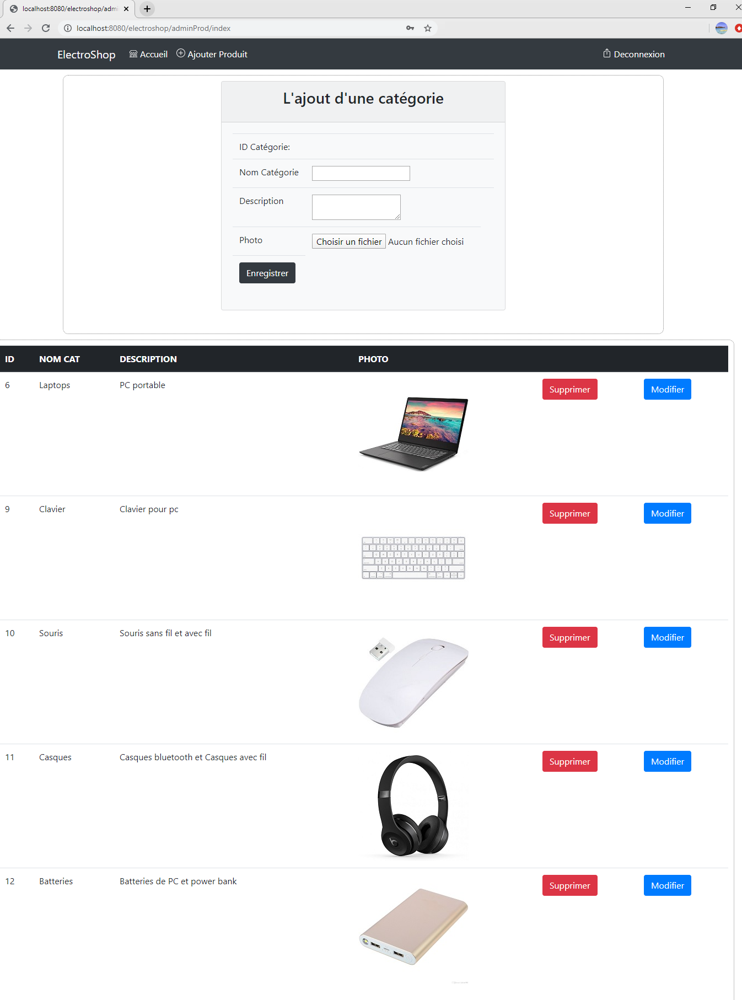 localhost:8080/electroshop/admi
localhost:8080/electroshop/adminProd/index
ElectroShop Accueil Ajouter Produit Deconnexion
L'ajout d'une catégorie
ID Catégorie:
Nom Catégorie
Description
Photo Choisir un fichier Aucun fichier choisi
Enregistrer
ID NOM CAT DESCRIPTION PHOTO
6 Laptops PC portable Supprimer Modifier
9 Clavier Clavier pour pc Supprimer Modifier
10 Souris Souris sans fil et avec fil Supprimer Modifier
11 Casques Casques bluetooth et Casques avec fil Supprimer Modifier
12 Batteries Batteries de PC et power bank Supprimer Modifier